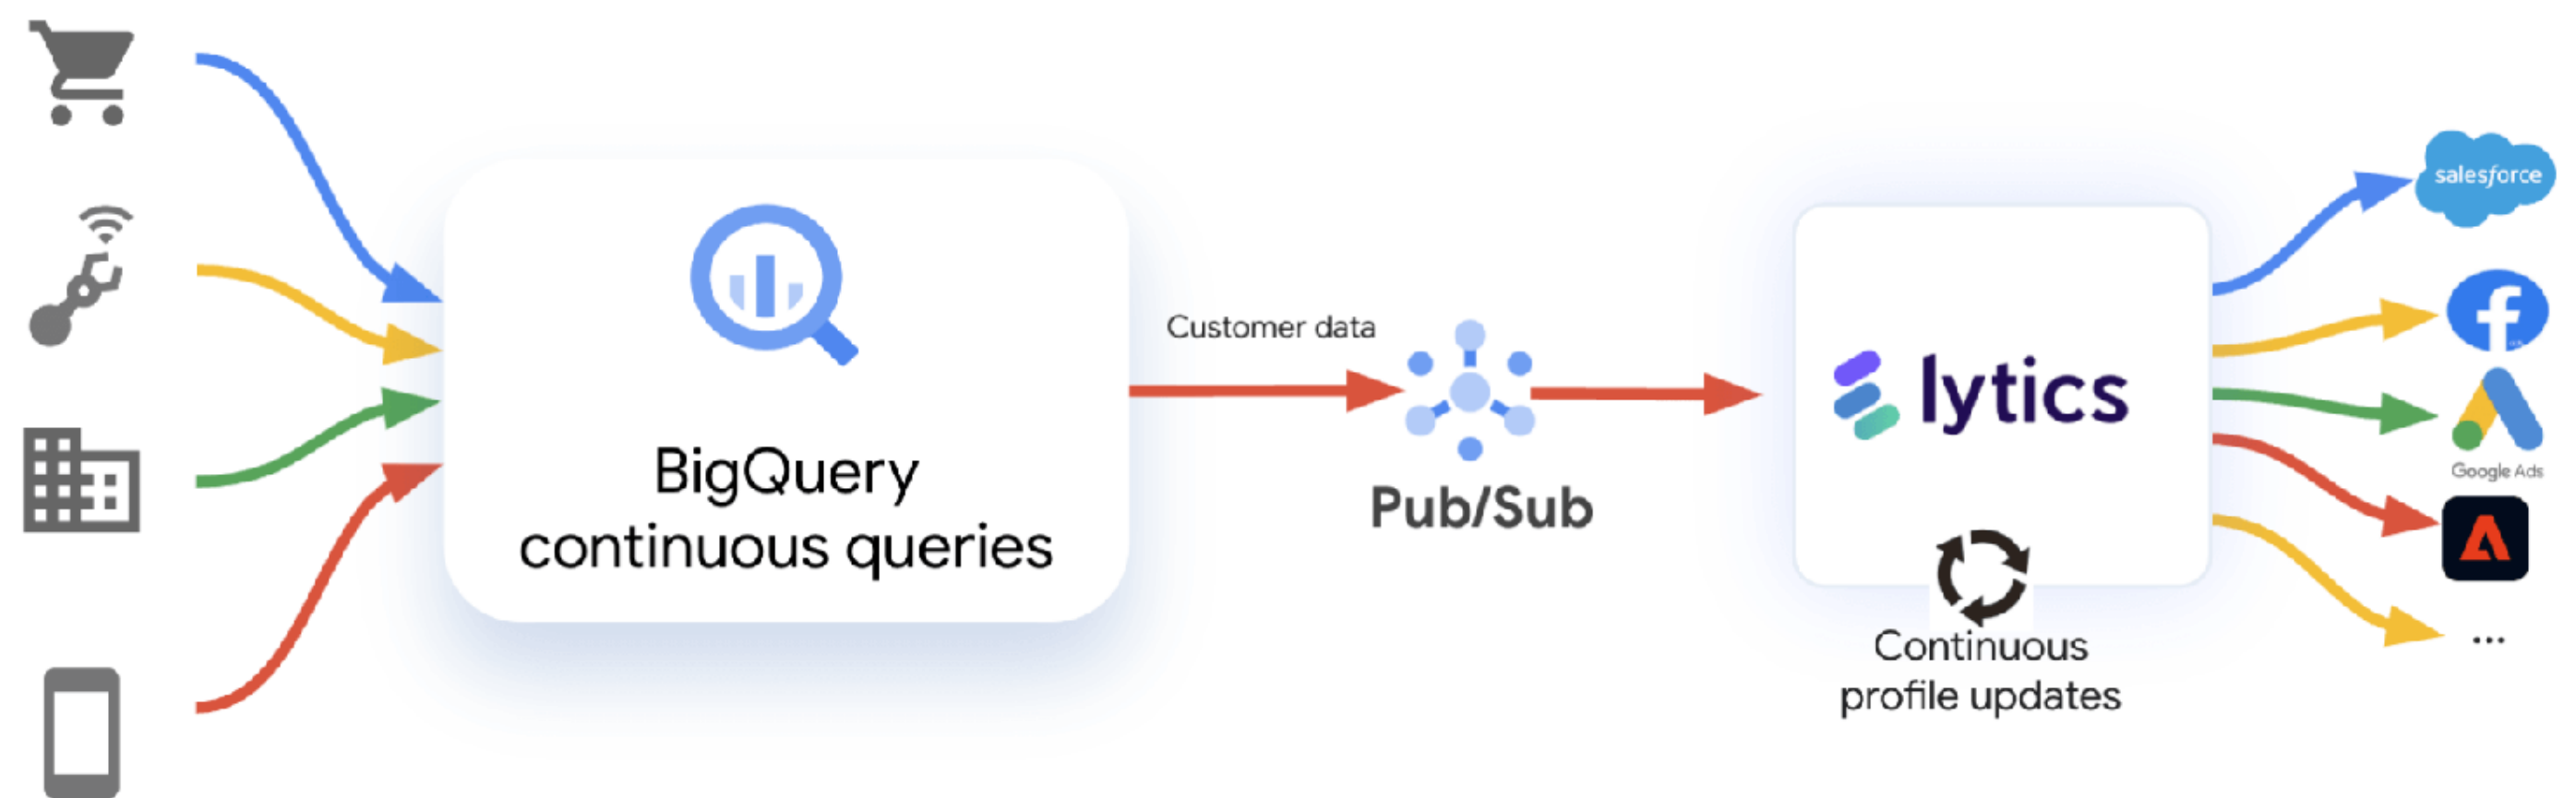 BigQuery
continuous queries
Customer data
Pub/Sub
lytics
Continuous
profile updates
salesforce
Google Ads
...